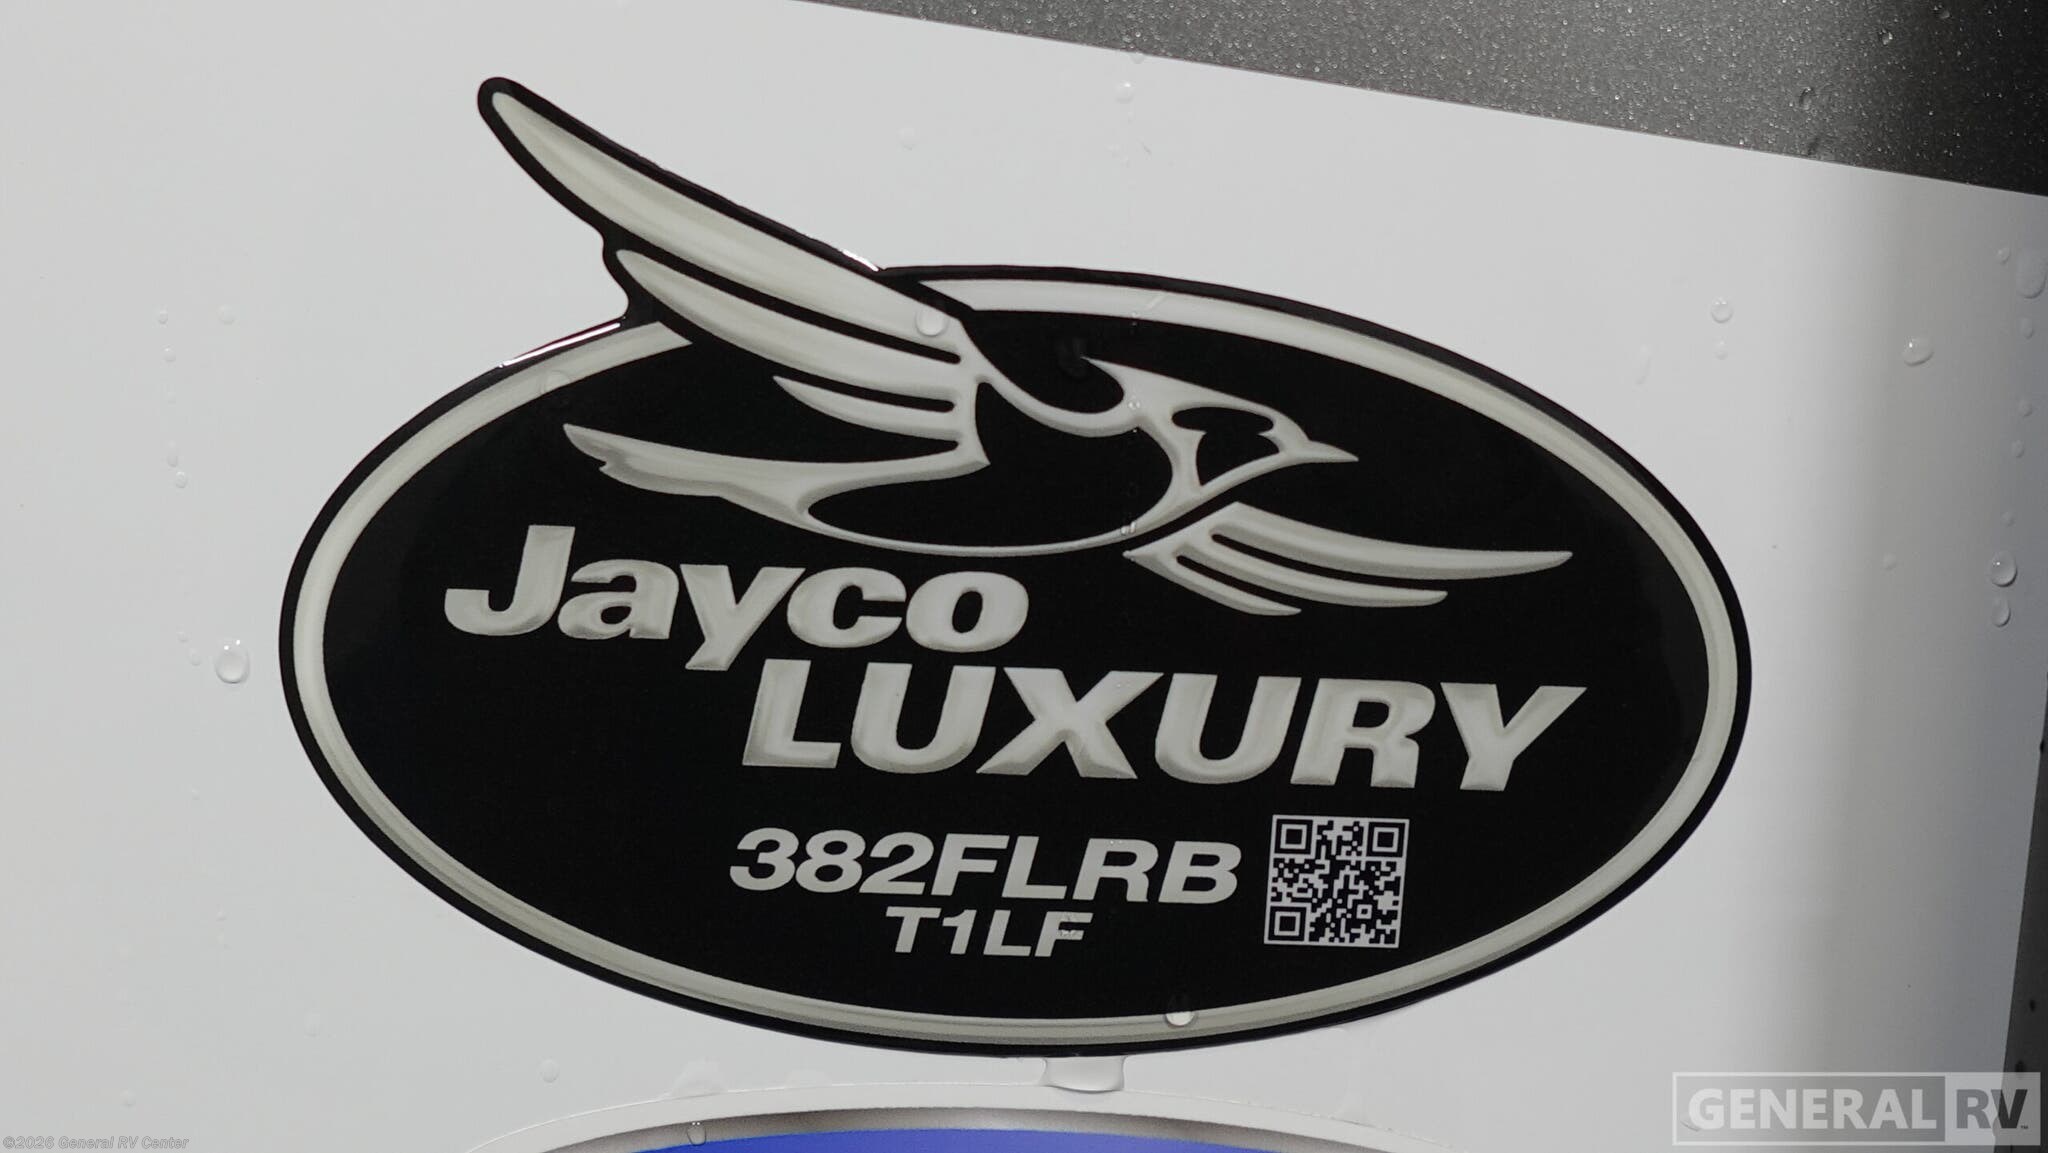 Jayco
LUXURY
382FLRB
T1LF
GENERAL RV
©2026 General RV Center